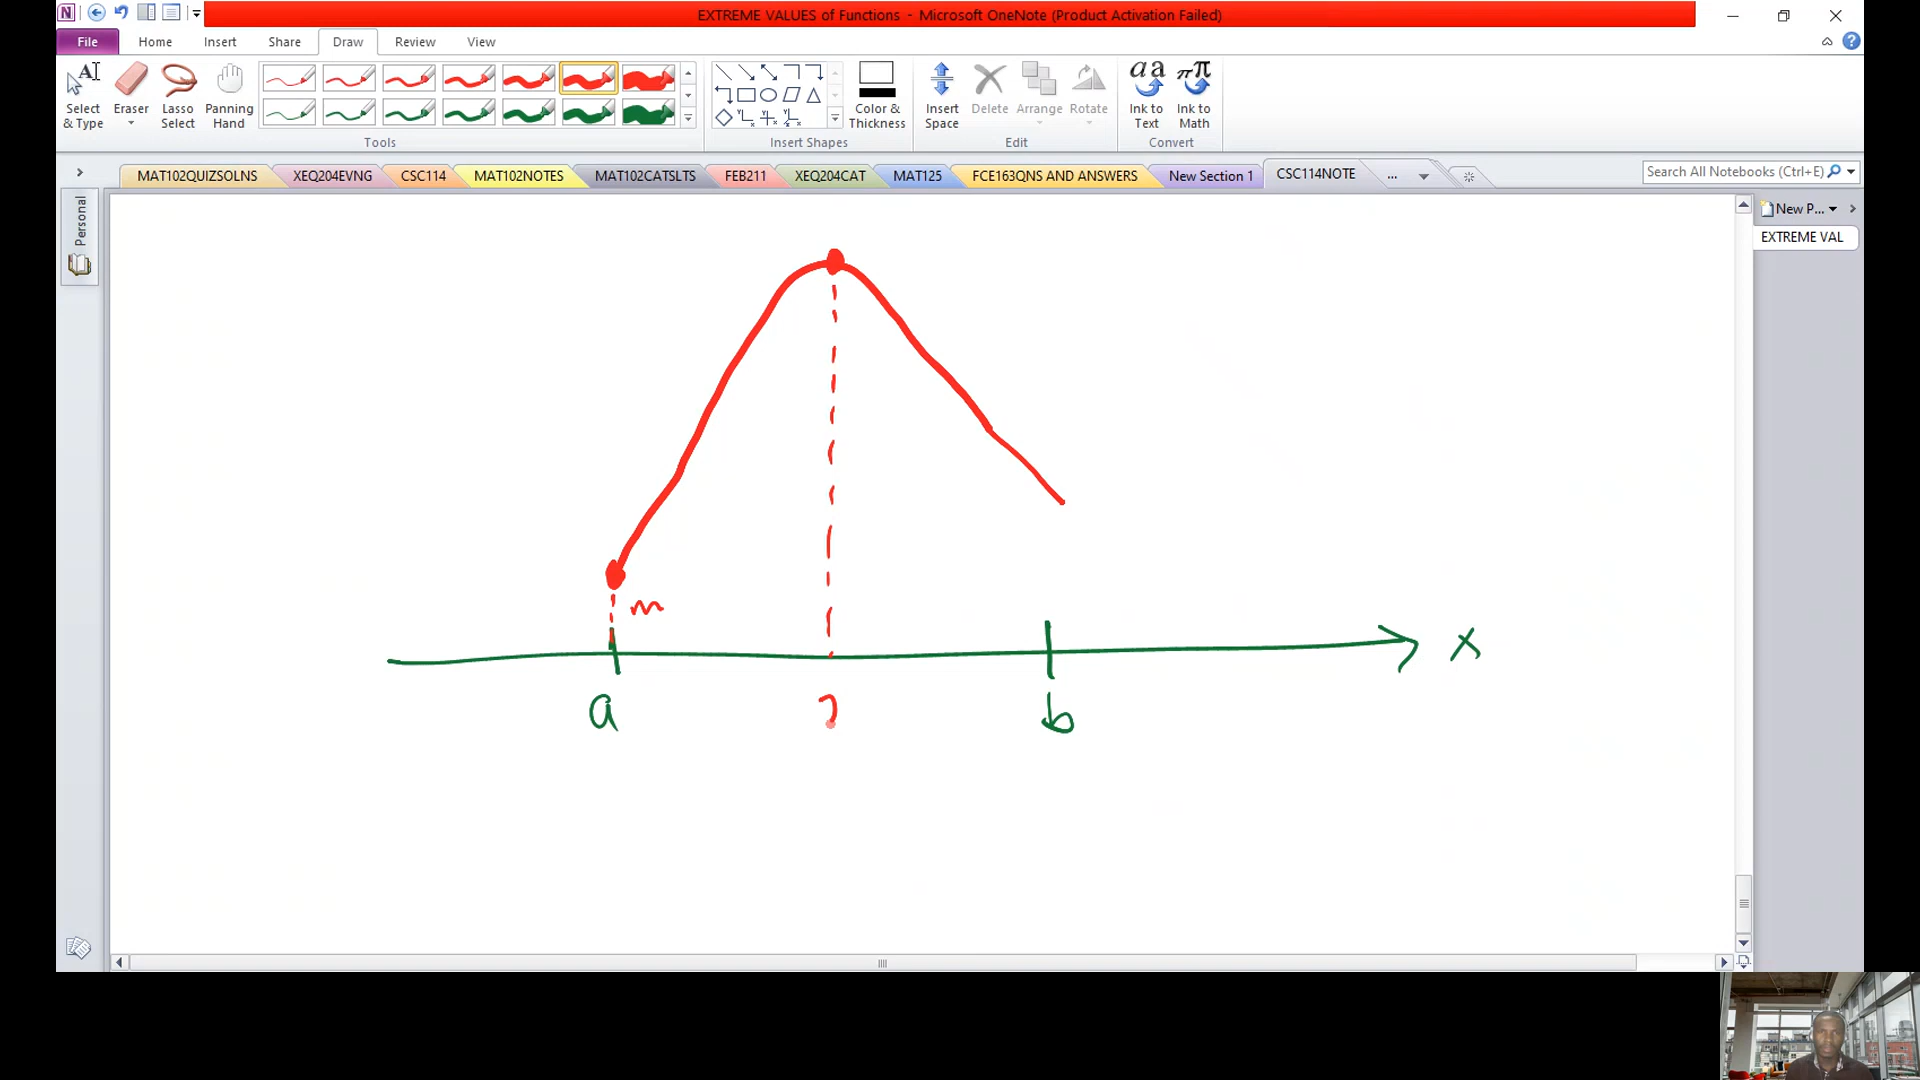 EXTREME VALUES of Functions - Microsoft OneNote (Product Activation Failed)
File Home Insert Share Draw Review View
Select & Type
Eraser
Lasso Select
Panning Hand
Color & Thickness
Insert Space
Delete
Arrange
Rotate
Ink to Text
Ink to Math
Tools
Insert Shapes
Edit
Convert
MAT102QUIZSOLNS XEQ204EVNG CSC114 MAT102NOTES MAT102CATSLTS FEB211 XEQ204CAT MAT125 FCE163QNS AND ANSWERS New Section 1 CSC114NOTE ...
Search All Notebooks (Ctrl+E)
Personal
New P...
EXTREME VAL
m
x
a
b